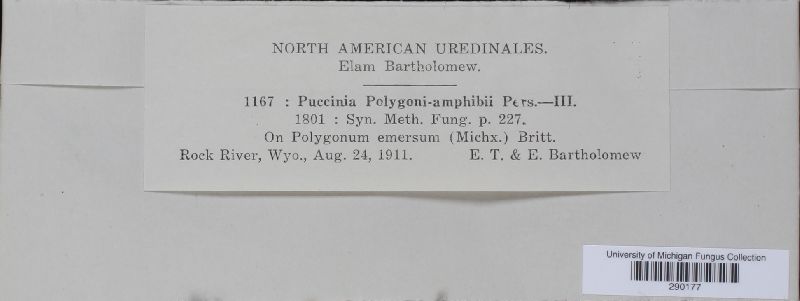 NORTH AMERICAN UREDINALES.
Elam Bartholomew.
1167 : Puccinia Polygoni-amphibii Pers.—III.
1801 : Syn. Meth. Fung. p. 227.
On Polygonum emersum (Michx.) Britt.
Rock River, Wyo., Aug. 24, 1911. E. T. & E. Bartholomew
University of Michigan Fungus Collection
290177